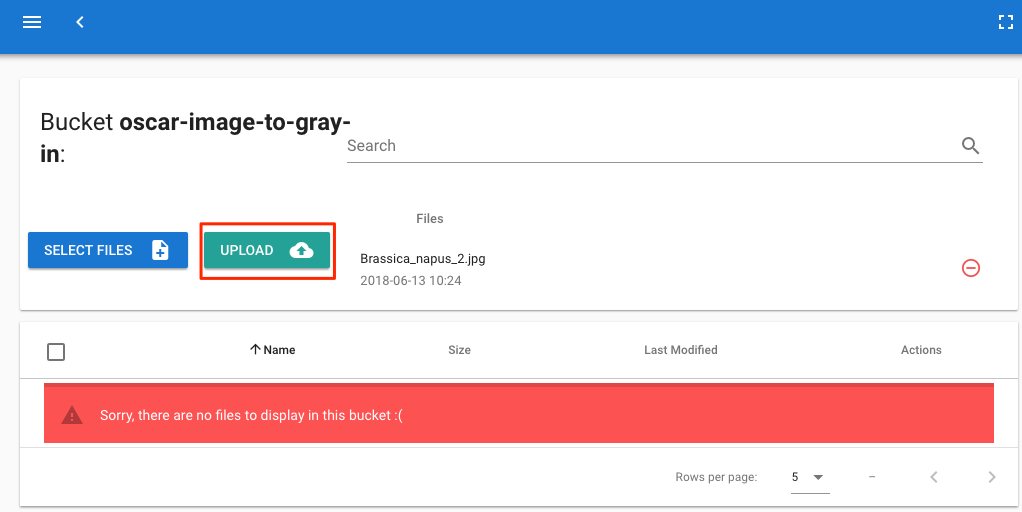 Bucket oscar-image-to-gray-
in:
Search
Files
SELECT FILES
UPLOAD
Brassica_napus_2.jpg
2018-06-13 10:24
Name
Size
Last Modified
Actions
Sorry, there are no files to display in this bucket :(
Rows per page:
5
–